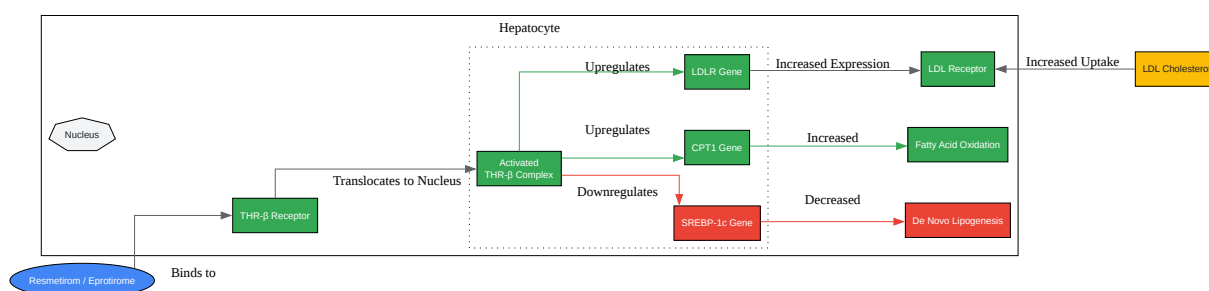 Hepatocyte
Upregulates
LDLR Gene
Increased Expression
LDL Receptor
Increased Uptake
LDL Cholestero
Nucleus
Upregulates
CPT1 Gene
Increased
Fatty Acid Oxidation
Activated
THR-β Complex
Translocates to Nucleus
Downregulates
Decreased
THR-β Receptor
SREBP-1c Gene
De Novo Lipogenesis
Binds to
Resmetirom / Eprotirome